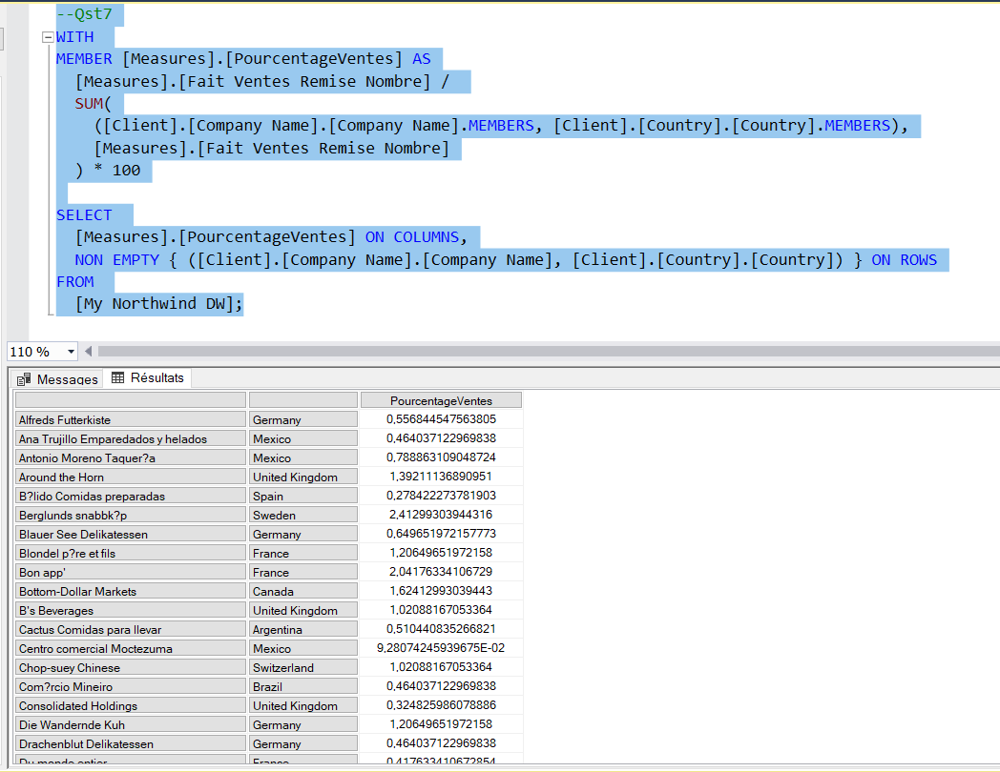 --Qst7
WITH
MEMBER [Measures].[PourcentageVentes] AS
[Measures].[Fait Ventes Remise Nombre] /
SUM(
([Client].[Company Name].[Company Name].MEMBERS, [Client].[Country].[Country].MEMBERS),
[Measures].[Fait Ventes Remise Nombre]
) * 100
SELECT
[Measures].[PourcentageVentes] ON COLUMNS,
NON EMPTY { ([Client].[Company Name].[Company Name], [Client].[Country].[Country]) } ON ROWS
FROM
[My Northwind DW];
110 %
Messages Résultats
PourcentageVentes
Alfreds Futterkiste Germany 0,556844547563805
Ana Trujillo Emparedados y helados Mexico 0,464037122969838
Antonio Moreno Taquer?a Mexico 0,788863109048724
Around the Horn United Kingdom 1,39211136890951
B?lido Comidas preparadas Spain 0,278422273781903
Berglunds snabbk?p Sweden 2,41299303944316
Blauer See Delikatessen Germany 0,649651972157773
Blondel p?re et fils France 1,20649651972158
Bon app' France 2,04176334106729
Bottom-Dollar Markets Canada 1,62412993039443
B's Beverages United Kingdom 1,02088167053364
Cactus Comidas para llevar Argentina 0,510440835266821
Centro comercial Moctezuma Mexico 9,28074245939675E-02
Chop-suey Chinese Switzerland 1,02088167053364
Com?rcio Mineiro Brazil 0,464037122969838
Consolidated Holdings United Kingdom 0,324825986078886
Die Wandernde Kuh Germany 1,20649651972158
Drachenblut Delikatessen Germany 0,464037122969838
Du monde entier France 0,417633410672854